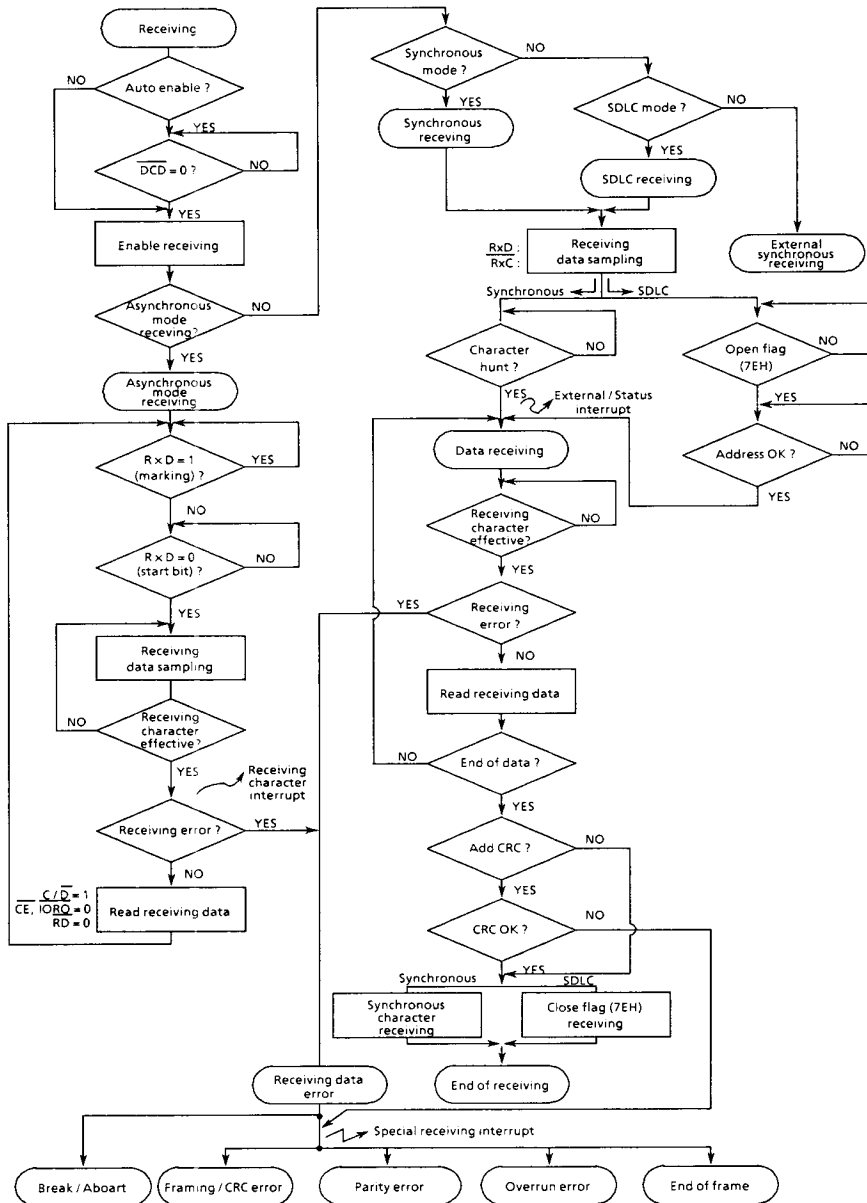 Receiving
Auto enable ?
NO
YES
DCD = 0 ?
NO
YES
Enable receiving
Asynchronous
mode
receving?
NO
YES
Asynchronous
mode
receiving
R × D = 1
(marking) ?
YES
NO
R × D = 0
(start bit) ?
NO
YES
Receiving
data sampling
Receiving
character
effective?
NO
YES
Receiving
character
interrupt
Receiving error ?
YES
NO
C / D = 1
CE, IORQ = 0
RD = 0
Read receiving data
Synchronous
mode ?
NO
YES
Synchronous
receving
SDLC mode ?
NO
YES
SDLC receiving
External
synchronous
receiving
RxD :
RxC :
Receiving
data sampling
Synchronous
SDLC
Character
hunt ?
NO
YES
External / Status
interrupt
Open flag
(7EH)
NO
YES
Address OK ?
NO
YES
Data receiving
Receiving
character
effective?
NO
YES
Receiving
error ?
YES
NO
Read receiving data
End of data ?
NO
YES
Add CRC ?
NO
YES
CRC OK ?
NO
YES
Synchronous
SDLC
Synchronous
character
receiving
Close flag (7EH)
receiving
End of receiving
Receiving data
error
Special receiving interrupt
Break / Aboart
Framing / CRC error
Parity error
Overrun error
End of frame